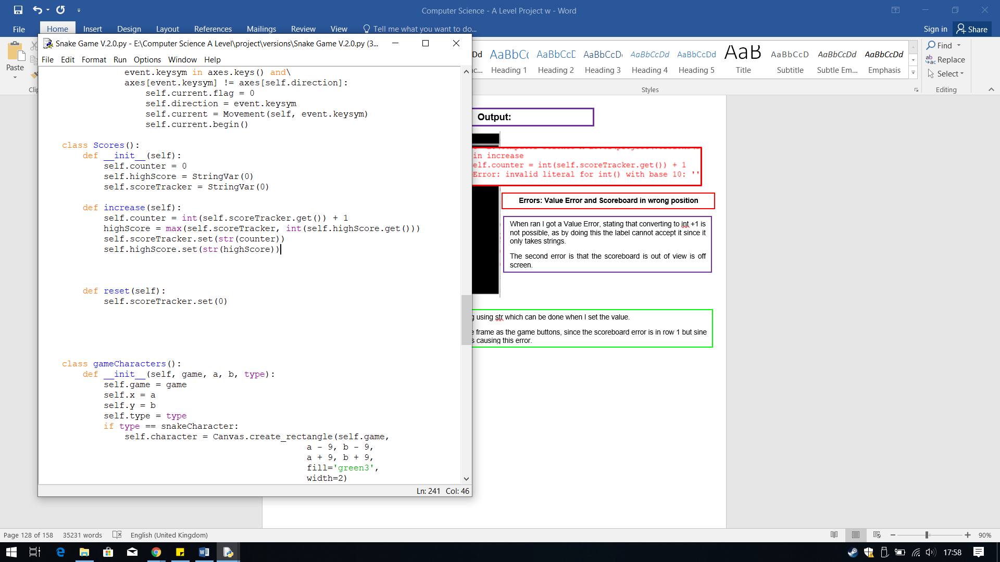 Computer Science - A Level Project w - Word
File Home Insert Design Layout References Mailings Review View Tell me what you want to do... Sign in Share
Paste
AaBbC( AaBbCcD AaBbCcD AaBbCcDd AaBbCcDd AaB AaBbCcD AaBbCcDd AaBbCcDd
Heading 1 Heading 2 Heading 3 Heading 4 Heading 5 Title Subtitle Subtle Em... Emphasis
Styles
Find
Replace
Select
Editing
Snake Game V.2.0.py - E:\Computer Science A Level\project\versions\Snake Game V.2.0.py (3...
File Edit Format Run Options Window Help
event.keysym in axes.keys() and\
axes[event.keysym] != axes[self.direction]:
self.current.flag = 0
self.direction = event.keysym
self.current = Movement(self, event.keysym)
self.current.begin()
class Scores():
def __init__(self):
self.counter = 0
self.highScore = StringVar(0)
self.scoreTracker = StringVar(0)
def increase(self):
self.counter = int(self.scoreTracker.get()) + 1
highScore = max(self.scoreTracker, int(self.highScore.get()))
self.scoreTracker.set(str(counter))
self.highScore.set(str(highScore))
def reset(self):
self.scoreTracker.set(0)
class gameCharacters():
def __init__(self, game, a, b, type):
self.game = game
self.x = a
self.y = b
self.type = type
if type == snakeCharacter:
self.character = Canvas.create_rectangle(self.game,
a - 9, b - 9,
a + 9, b + 9,
fill='green3',
width=2)
Ln: 241 Col: 46
Output:
in increase
elf.counter = int(self.scoreTracker.get()) + 1
Error: invalid literal for int() with base 10: ''
Errors: Value Error and Scoreboard in wrong position
When ran I got a Value Error, stating that converting to int +1 is
not possible, as by doing this the label cannot accept it since it
only takes strings.
The second error is that the scoreboard is out of view is off
screen.
g using str which can be done when I set the value.
e frame as the game buttons, since the scoreboard error is in row 1 but sine
s causing this error.
Page 128 of 158 35231 words English (United Kingdom) 90%
17:58